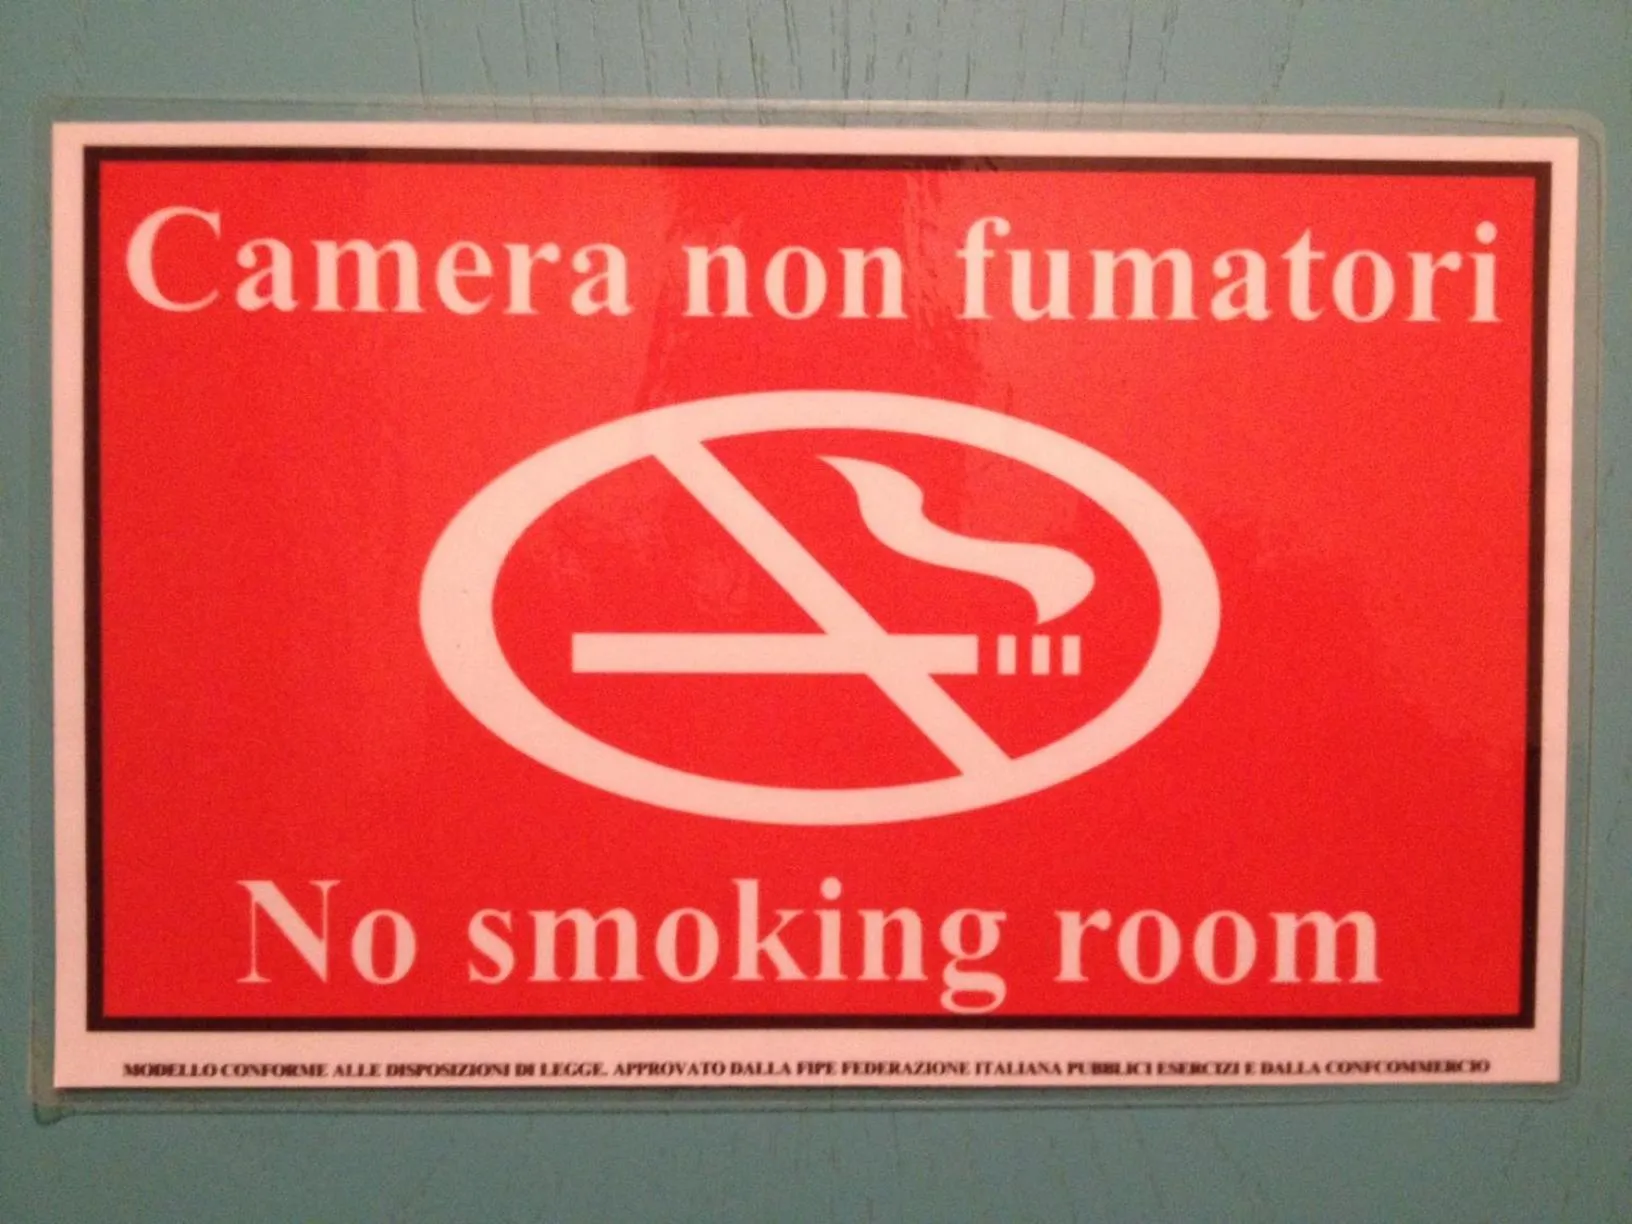 Camera non fumatori
No smoking room
MODELLO CONFORME ALLE DISPOSIZIONI DI LEGGE. APPROVATO DALLA FIPE FEDERAZIONE ITALIANA PUBBLICI ESERCIZI E DALLA CONFCOMMERCIO